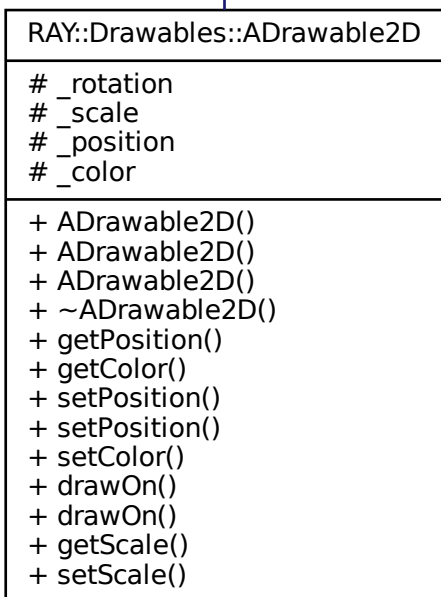 RAY::Drawables::ADrawable2D
# _rotation
# _scale
# _position
# _color
+ ADrawable2D()
+ ADrawable2D()
+ ADrawable2D()
+ ~ADrawable2D()
+ getPosition()
+ getColor()
+ setPosition()
+ setPosition()
+ setColor()
+ drawOn()
+ drawOn()
+ getScale()
+ setScale()